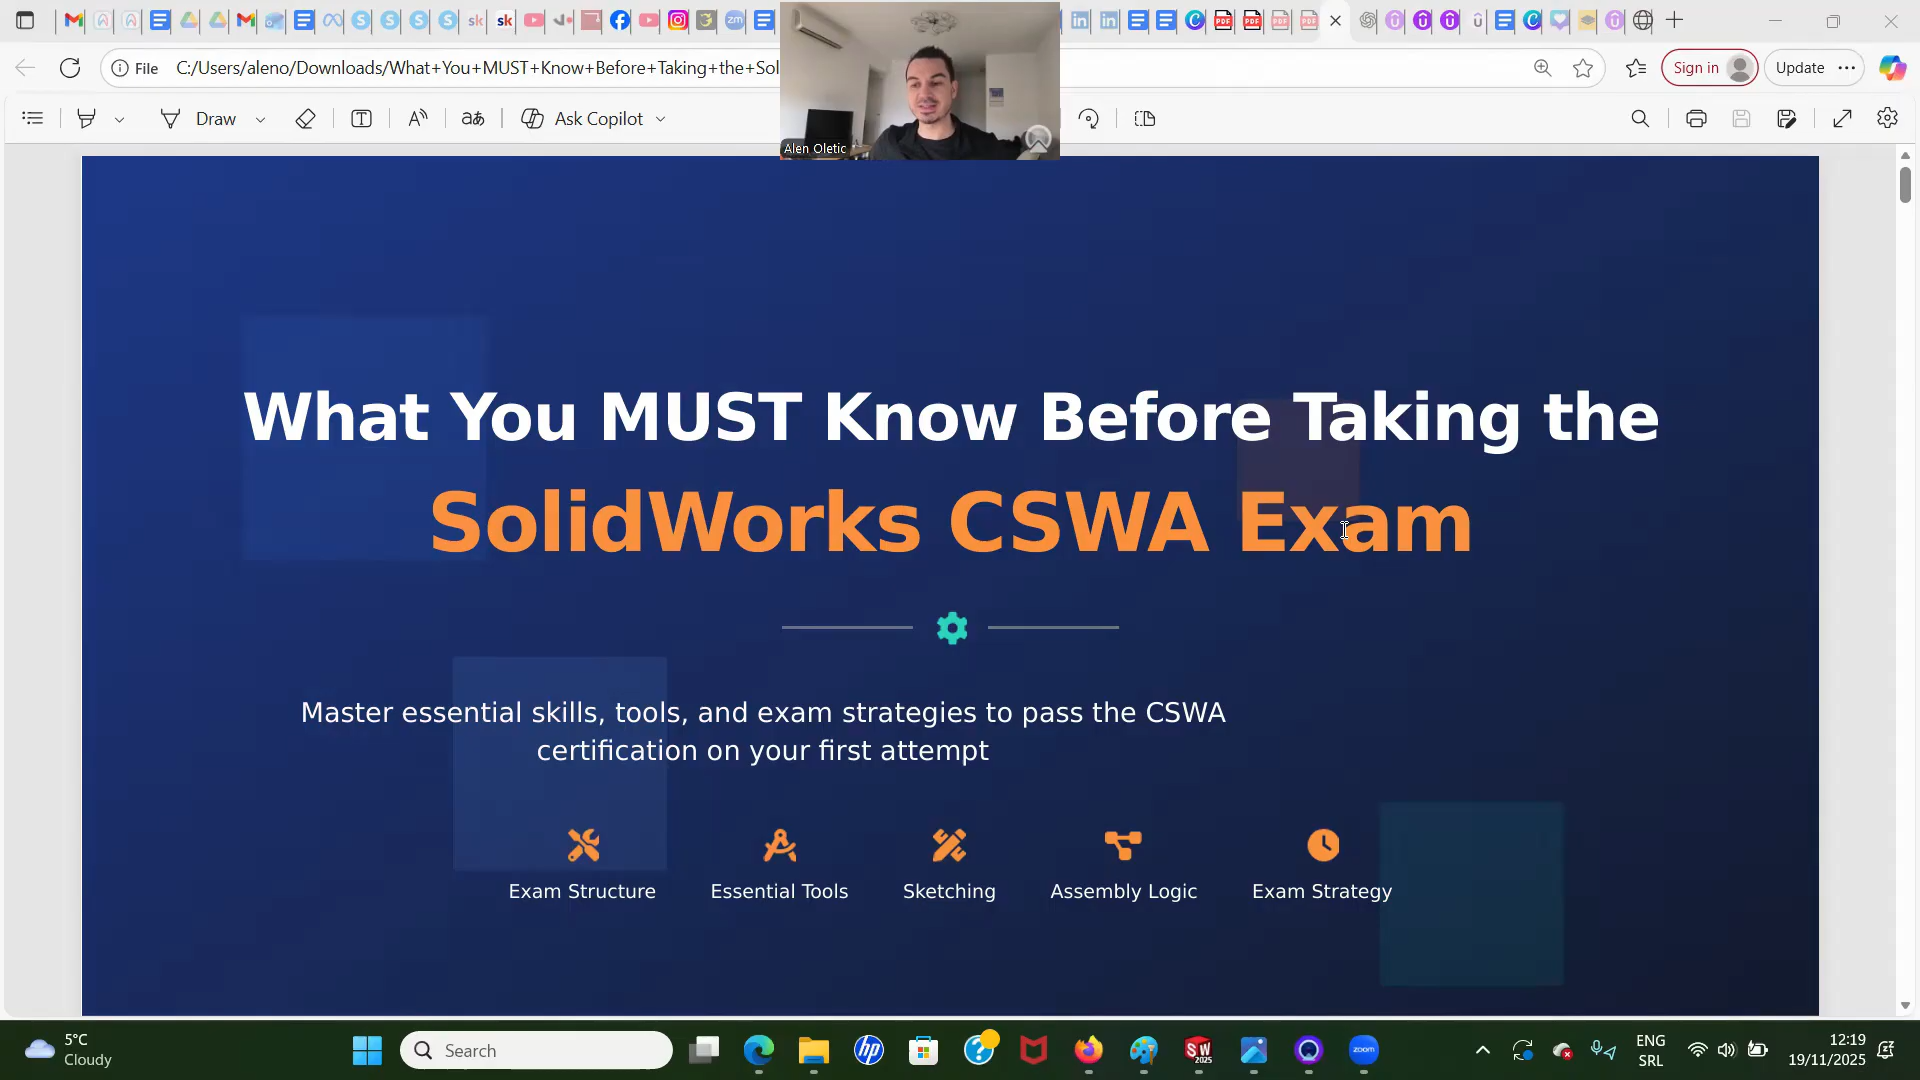 File
C:/Users/aleno/Downloads/What+You+MUST+Know+Before+Taking+the+Sol
Sign in
Update
Draw
Ask Copilot
Alen Oletic
What You MUST Know Before Taking the
SolidWorks CSWA Exam
Master essential skills, tools, and exam strategies to pass the CSWA
certification on your first attempt
Exam Structure
Essential Tools
Sketching
Assembly Logic
Exam Strategy
5°C
Cloudy
Search
ENG
SRL
12:19
19/11/2025